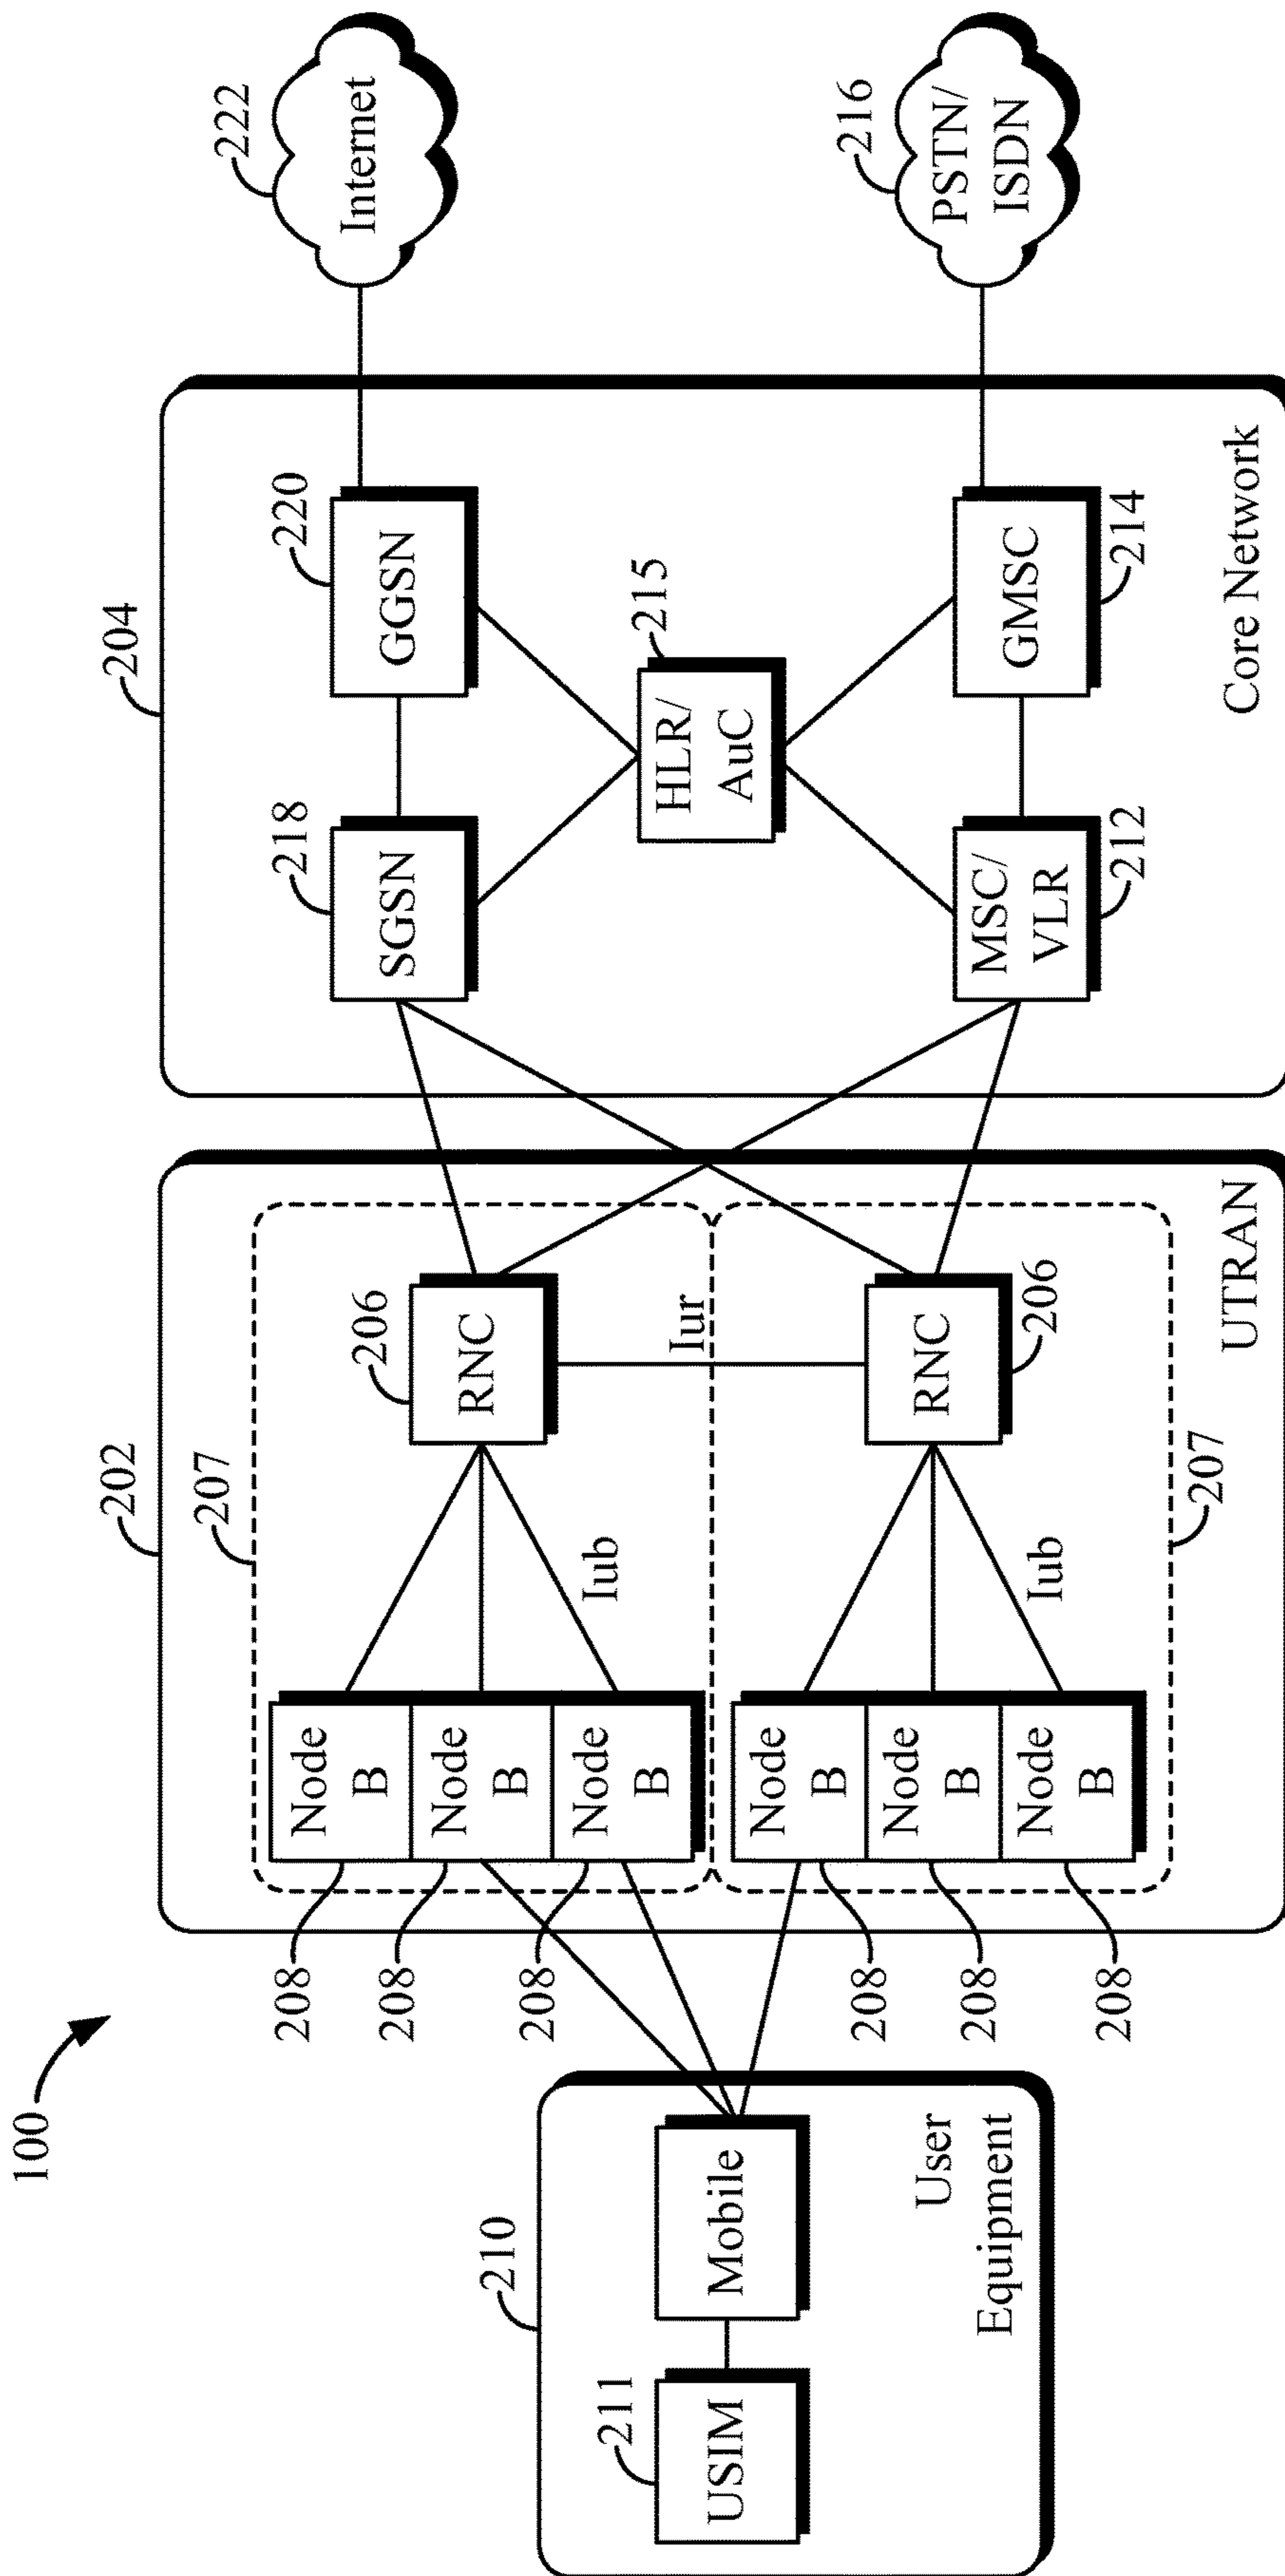 100
210
211
USIM
Mobile
User
Equipment
202
207
208
Node
B
208
Node
B
208
Node
B
Iub
206
RNC
Iur
208
Node
B
208
Node
B
208
Node
B
Iub
RNC
206
207
UTRAN
204
218
SGSN
220
GGSN
215
HLR/
AuC
MSC/
VLR
212
GMSC
214
Core Network
222
Internet
216
PSTN/
ISDN